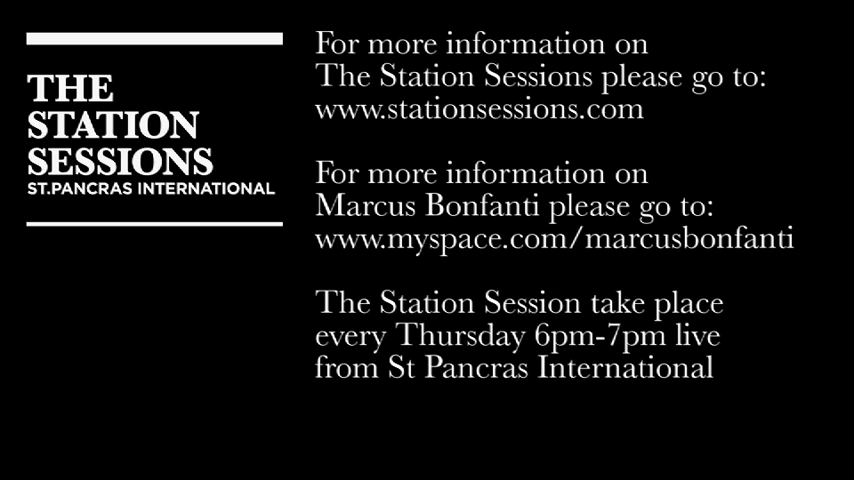 THE
STATION
SESSIONS
ST.PANCRAS INTERNATIONAL
For more information on
The Station Sessions please go to:
www.stationsessions.com
For more information on
Marcus Bonfanti please go to:
www.myspace.com/marcusbonfanti
The Station Session take place
every Thursday 6pm-7pm live
from St Pancras International